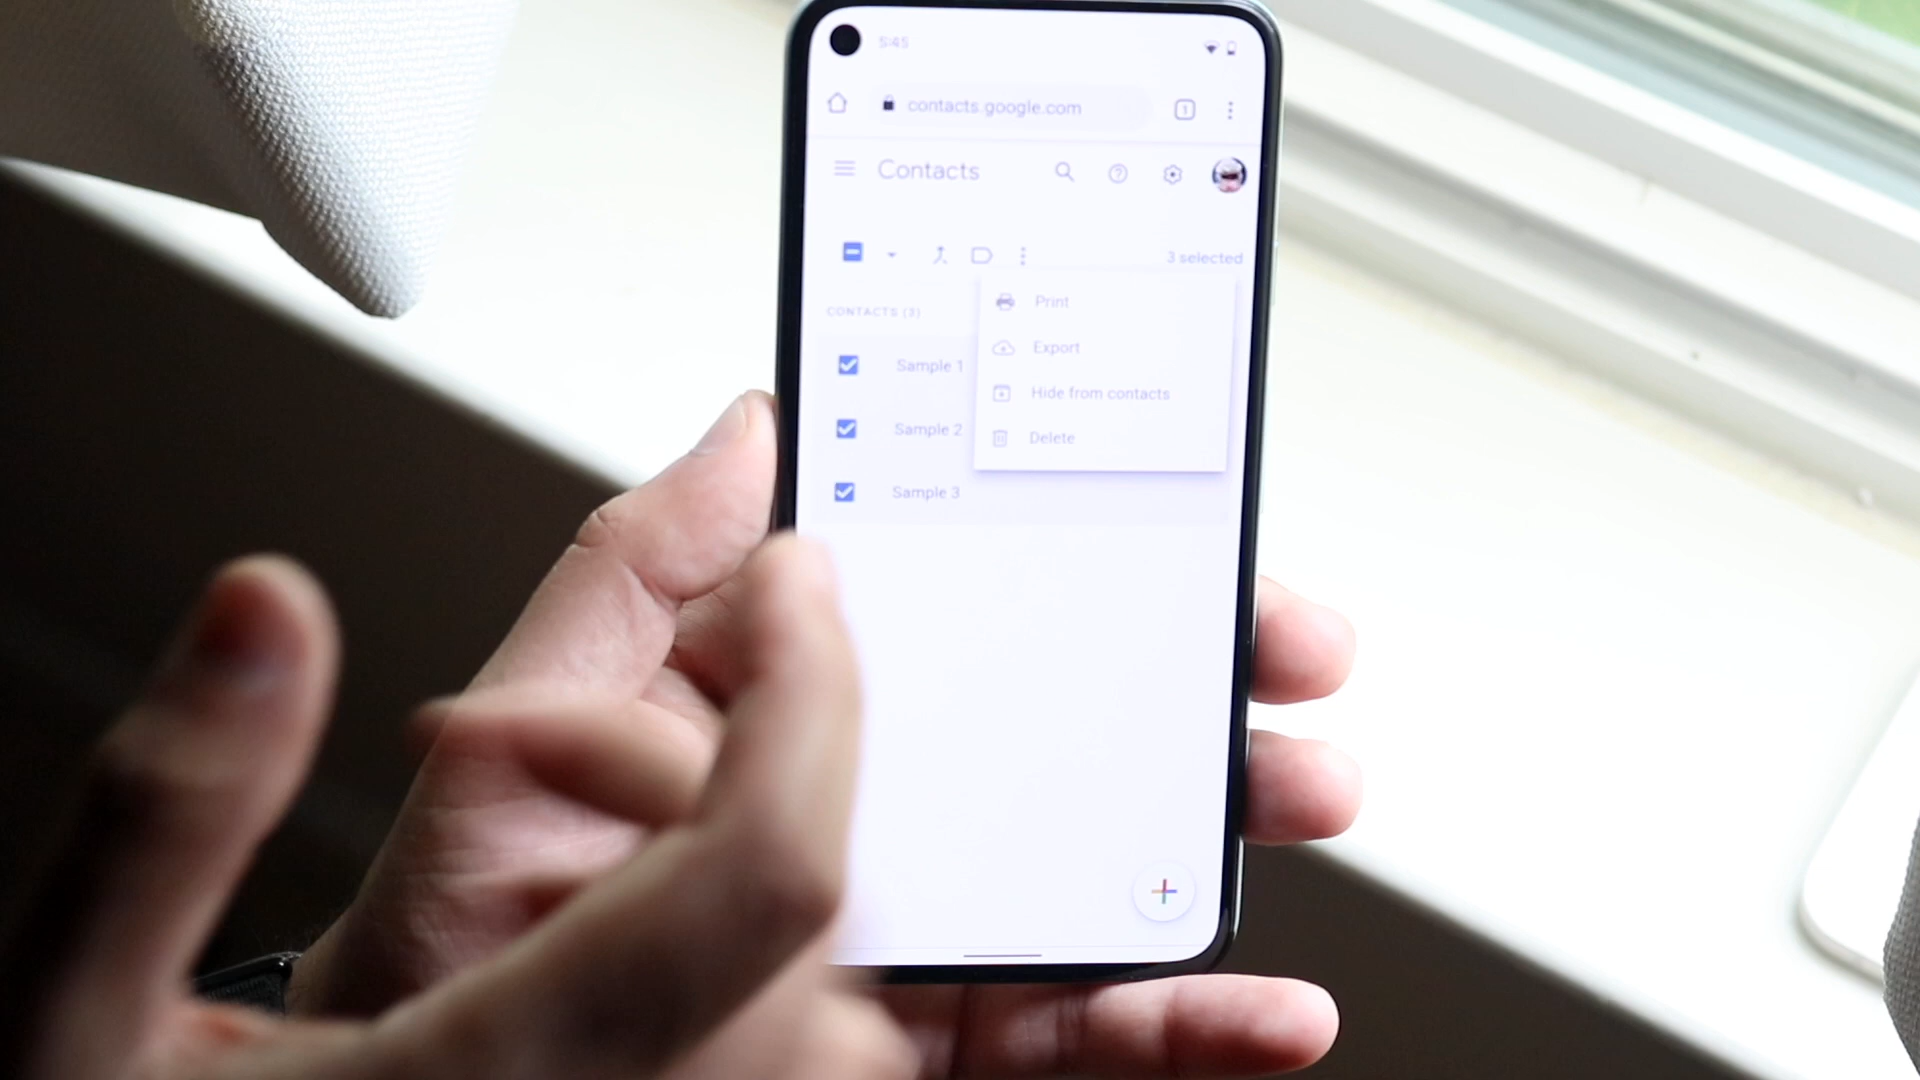 5:45
contacts.google.com
1
Contacts
3 selected
Print
CONTACTS (3)
Export
Sample 1
Hide from contacts
Sample 2
Delete
Sample 3